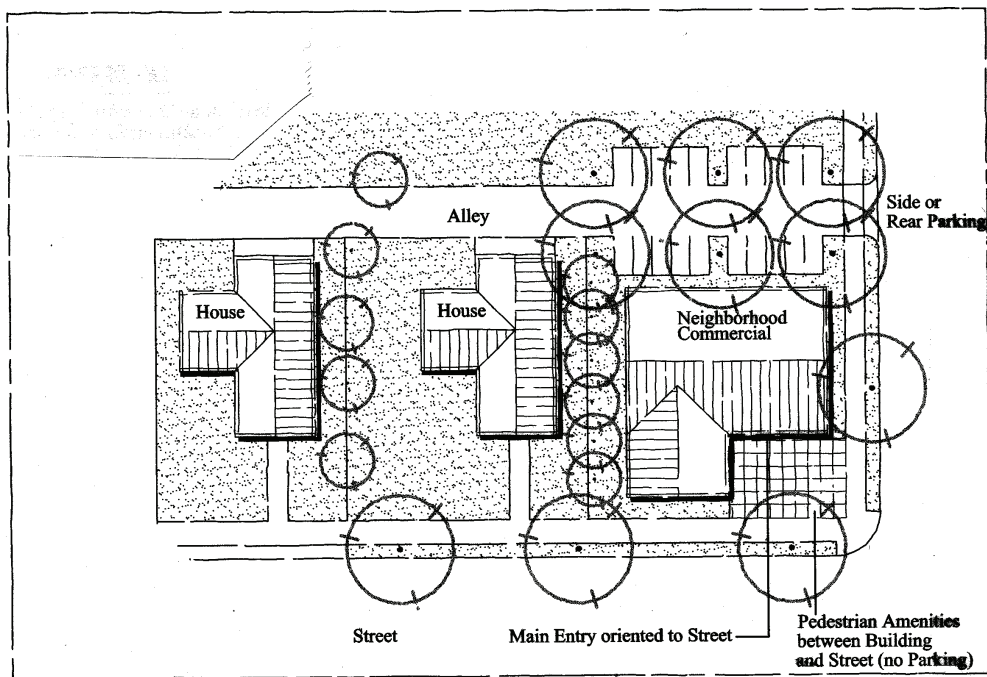 Alley
Side or
Rear Parking
House
House
Neighborhood
Commercial
Street
Main Entry oriented to Street
Pedestrian Amenities
between Building
and Street (no Parking)